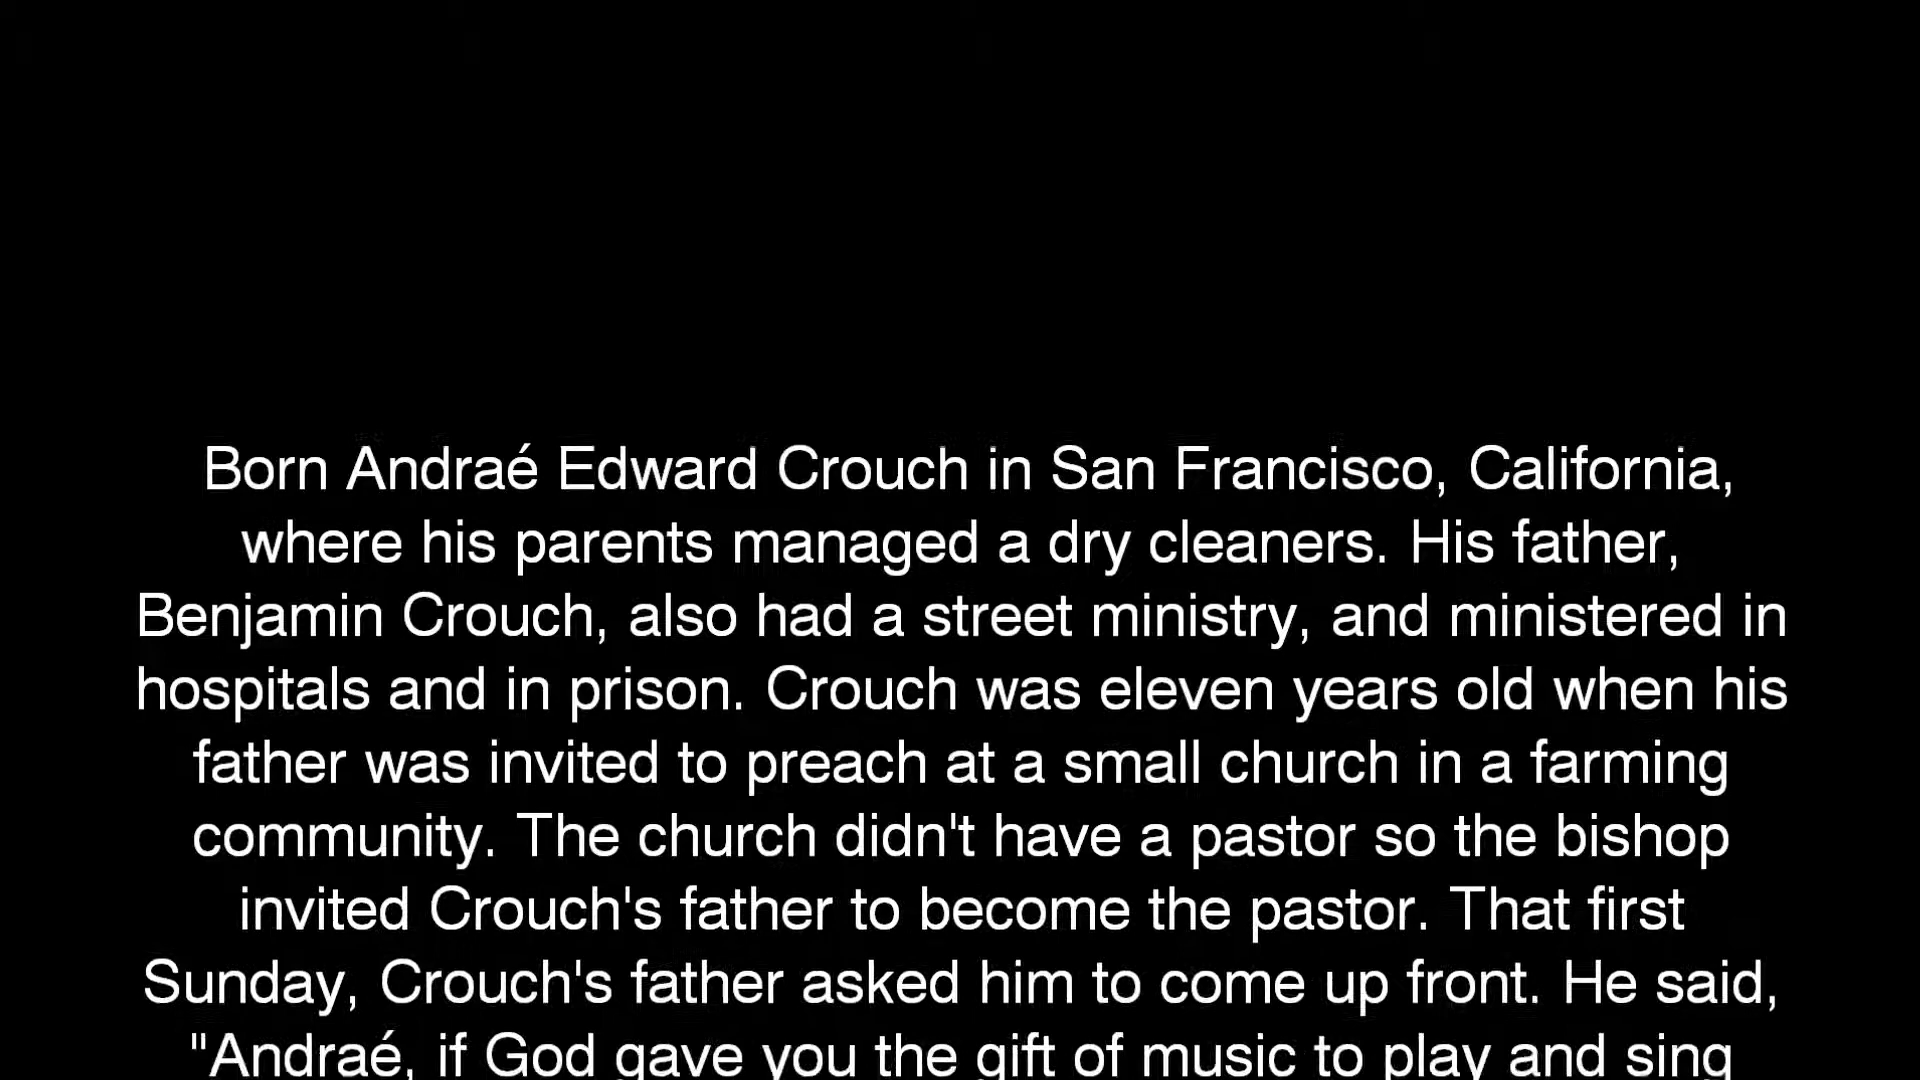 Born Andraé Edward Crouch in San Francisco, California,
where his parents managed a dry cleaners. His father,
Benjamin Crouch, also had a street ministry, and ministered in
hospitals and in prison. Crouch was eleven years old when his
father was invited to preach at a small church in a farming
community. The church didn't have a pastor so the bishop
invited Crouch's father to become the pastor. That first
Sunday, Crouch's father asked him to come up front. He said,
"Andraé, if God gave you the gift of music to play and sing